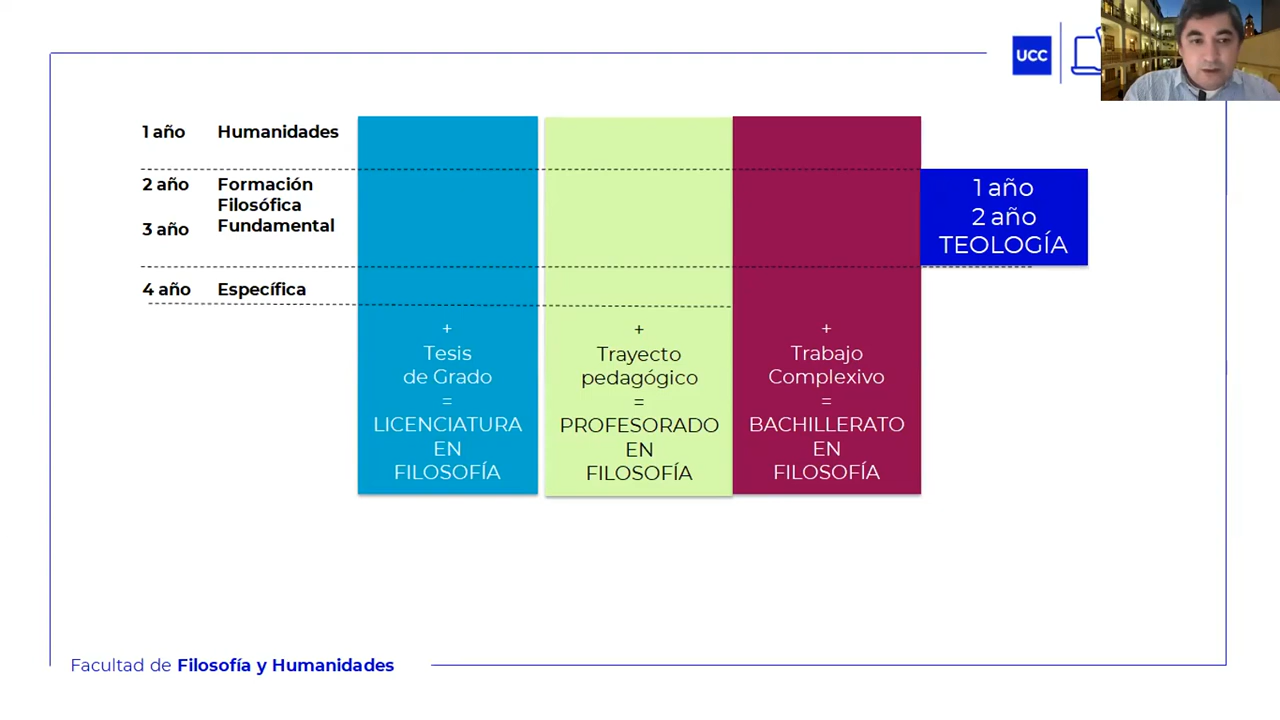 UCC
1 año Humanidades
2 año Formación
Filosófica
3 año Fundamental
4 año Específica
+
Tesis
de Grado
=
LICENCIATURA
EN
FILOSOFÍA
+
Trayecto
pedagógico
=
PROFESORADO
EN
FILOSOFÍA
+
Trabajo
Complexivo
=
BACHILLERATO
EN
FILOSOFÍA
1 año
2 año
TEOLOGÍA
Facultad de Filosofía y Humanidades